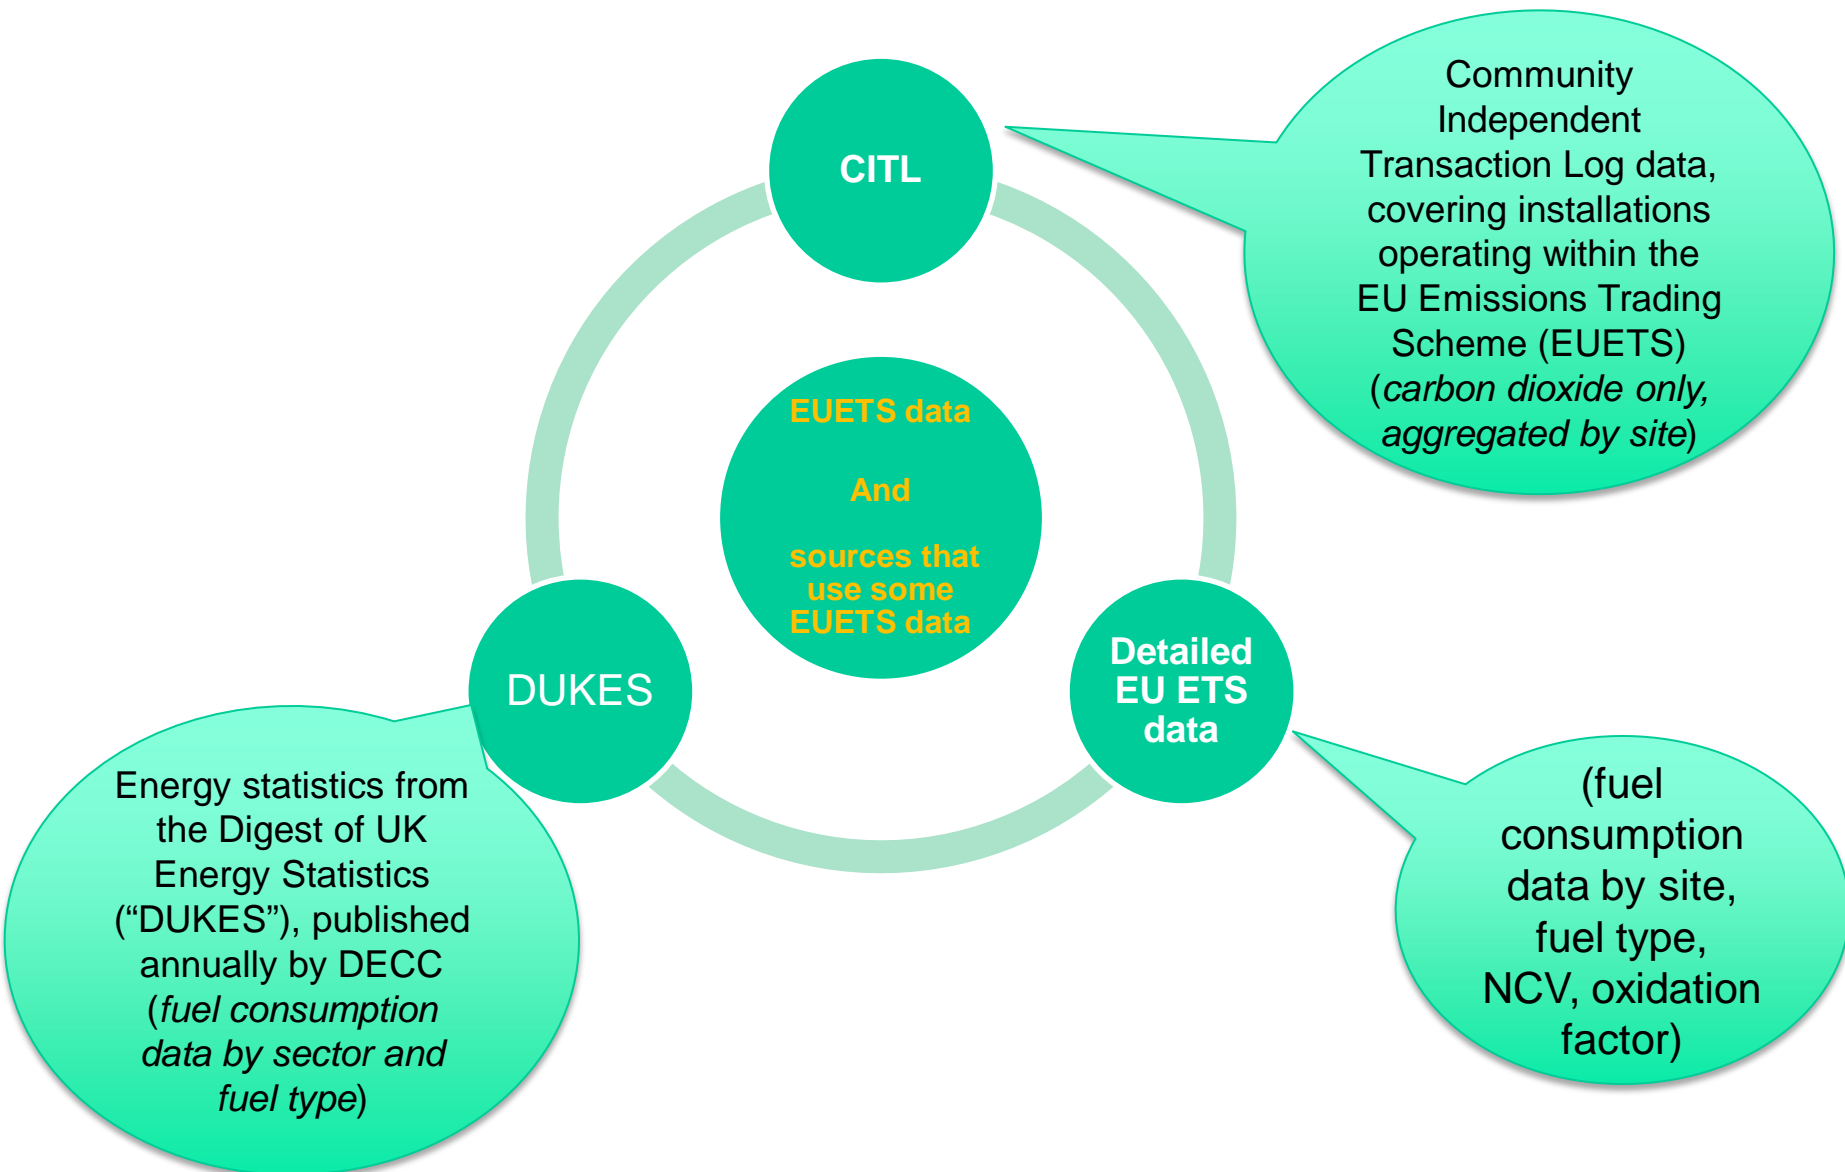 CITL
Community
Independent
Transaction Log data,
covering installations
operating within the
EU Emissions Trading
Scheme (EUETS)
(carbon dioxide only,
aggregated by site)
EUETS data
And
sources that
use some
EUETS data
DUKES
Detailed
EU ETS
data
Energy statistics from
the Digest of UK
Energy Statistics
(“DUKES”), published
annually by DECC
(fuel consumption
data by sector and
fuel type)
(fuel
consumption
data by site,
fuel type,
NCV, oxidation
factor)